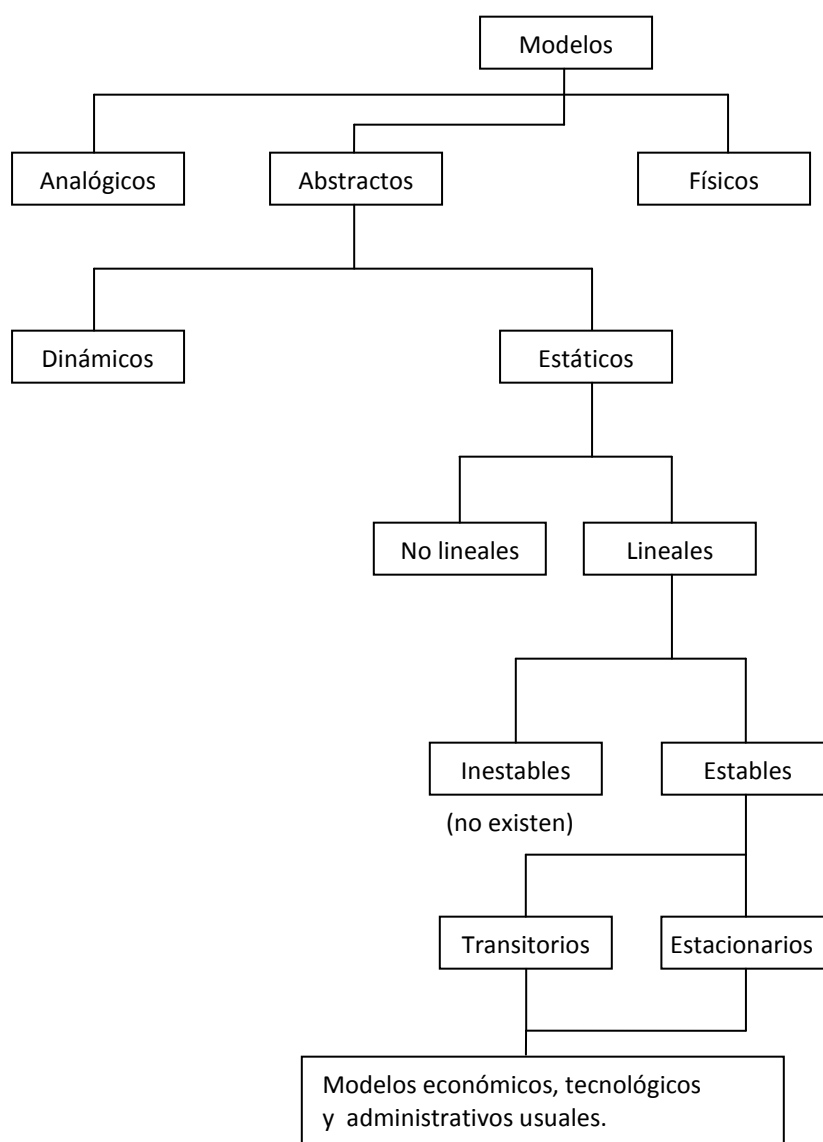 Modelos
Analógicos
Abstractos
Físicos
Dinámicos
Estáticos
No lineales
Lineales
Inestables
Estables
(no existen)
Transitorios
Estacionarios
Modelos económicos, tecnológicos
y administrativos usuales.